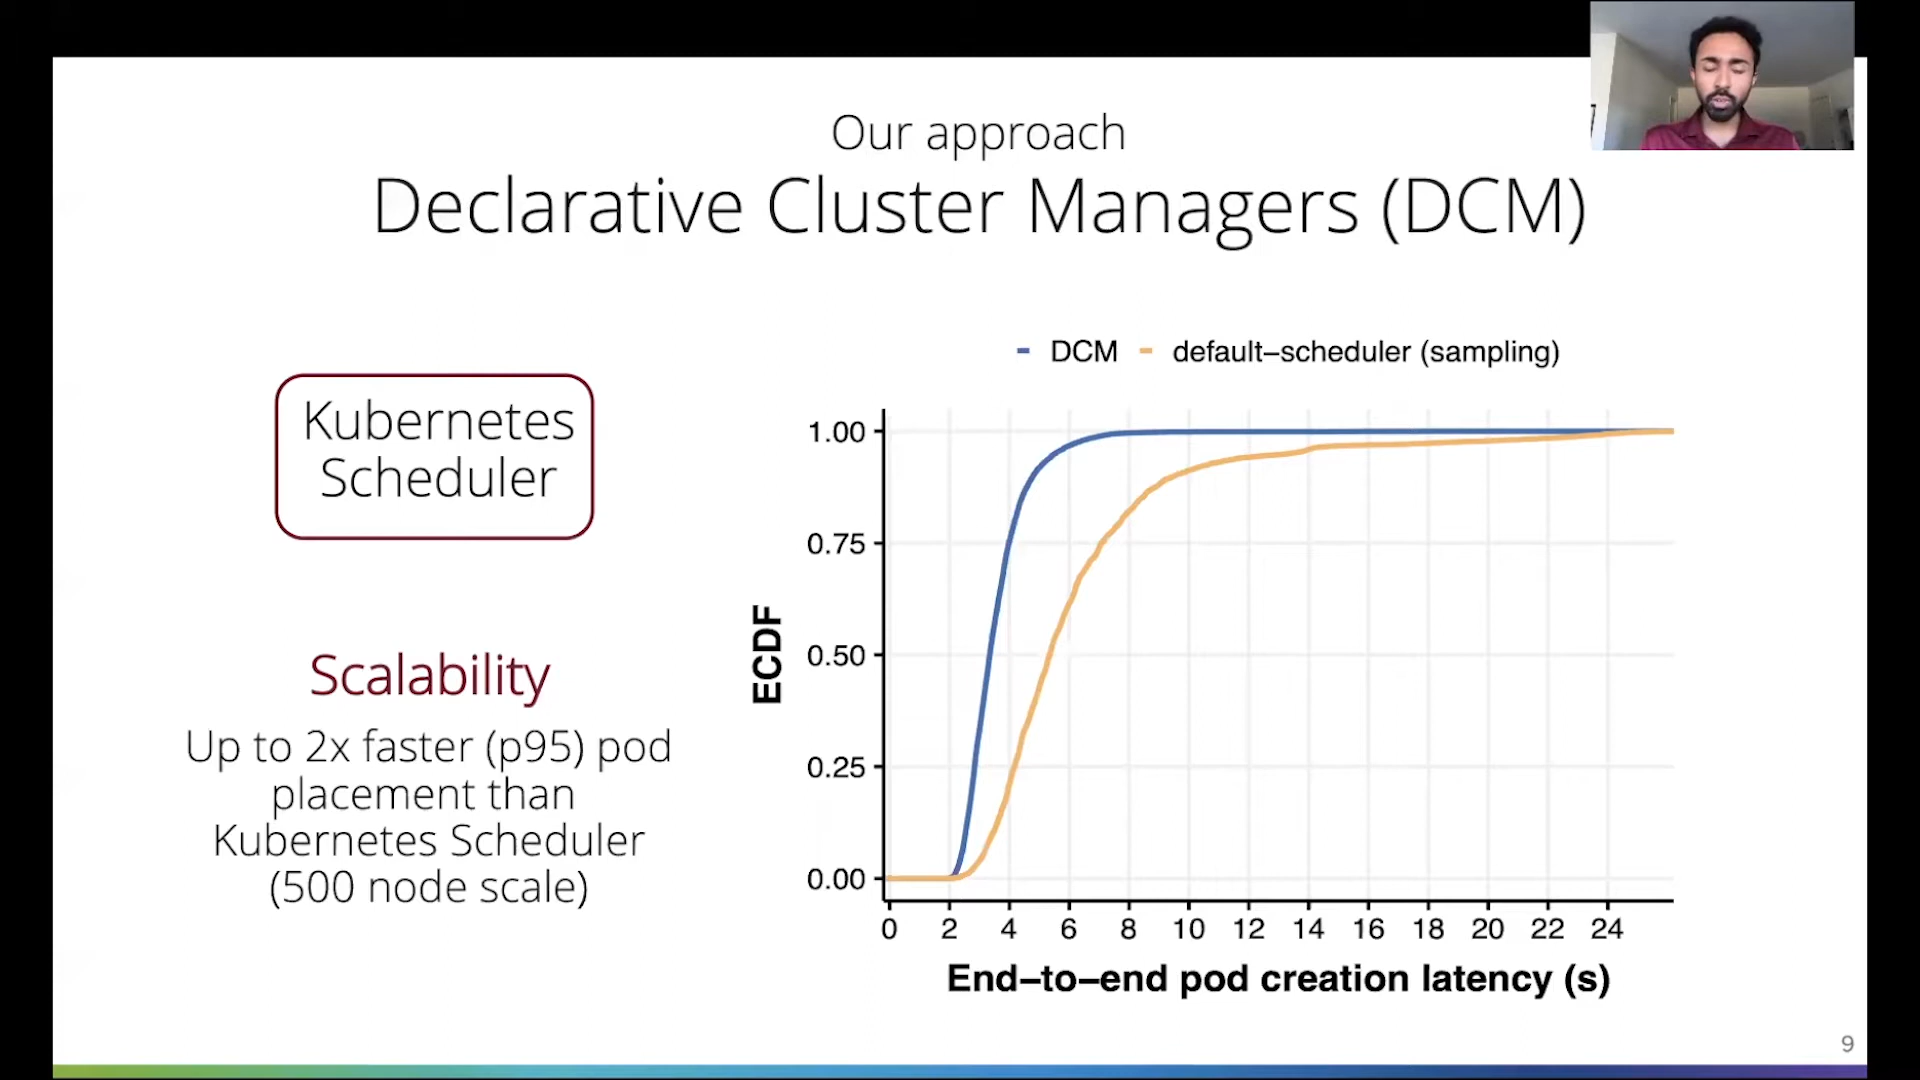 Our approach
Declarative Cluster Managers (DCM)
Kubernetes
Scheduler
Scalability
Up to 2x faster (p95) pod
placement than
Kubernetes Scheduler
(500 node scale)
DCM default–scheduler (sampling)
1.00
0.75
0.50
0.25
0.00
ECDF
0 2 4 6 8 10 12 14 16 18 20 22 24
End–to–end pod creation latency (s)
9